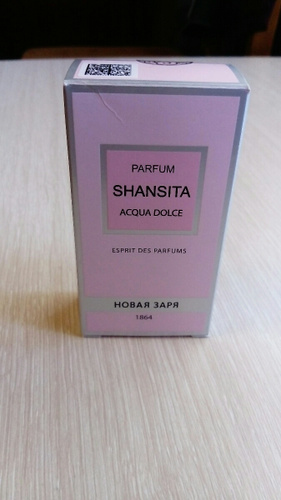 PARFUM
SHANSITA
ACQUA DOLCE
ESPRIT DES PARFUMS
НОВАЯ ЗАРЯ
1864